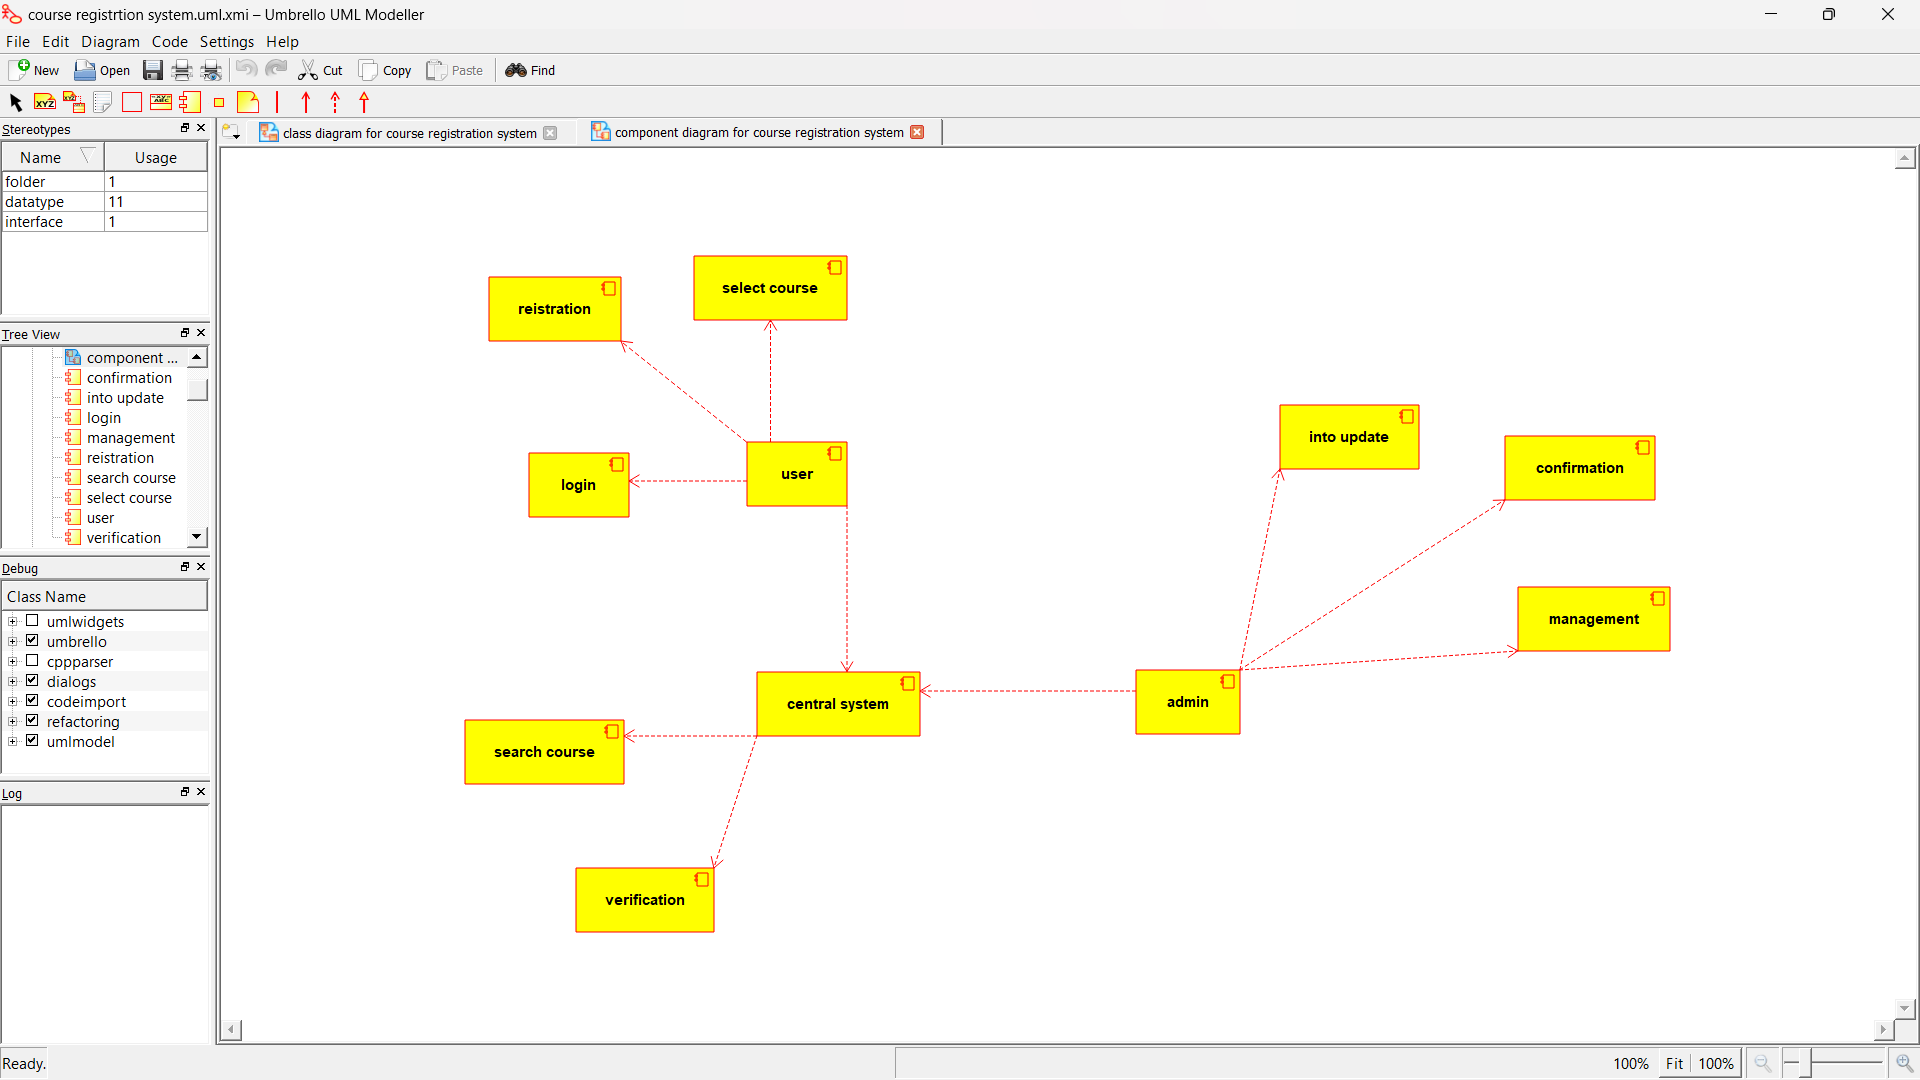 course registrtion system.uml.xmi – Umbrello UML Modeller
File Edit Diagram Code Settings Help
New Open Cut Copy Paste Find
XYZ XYZ ABC
Stereotypes
class diagram for course registration system
component diagram for course registration system
Name Usage
folder 1
datatype 11
interface 1
Tree View
component ...
confirmation
into update
login
management
reistration
search course
select course
user
verification
Debug
Class Name
umlwidgets
umbrello
cppparser
dialogs
codeimport
refactoring
umlmodel
Log
select course
reistration
into update
confirmation
user
login
management
central system
admin
search course
verification
Ready.
100% Fit 100%